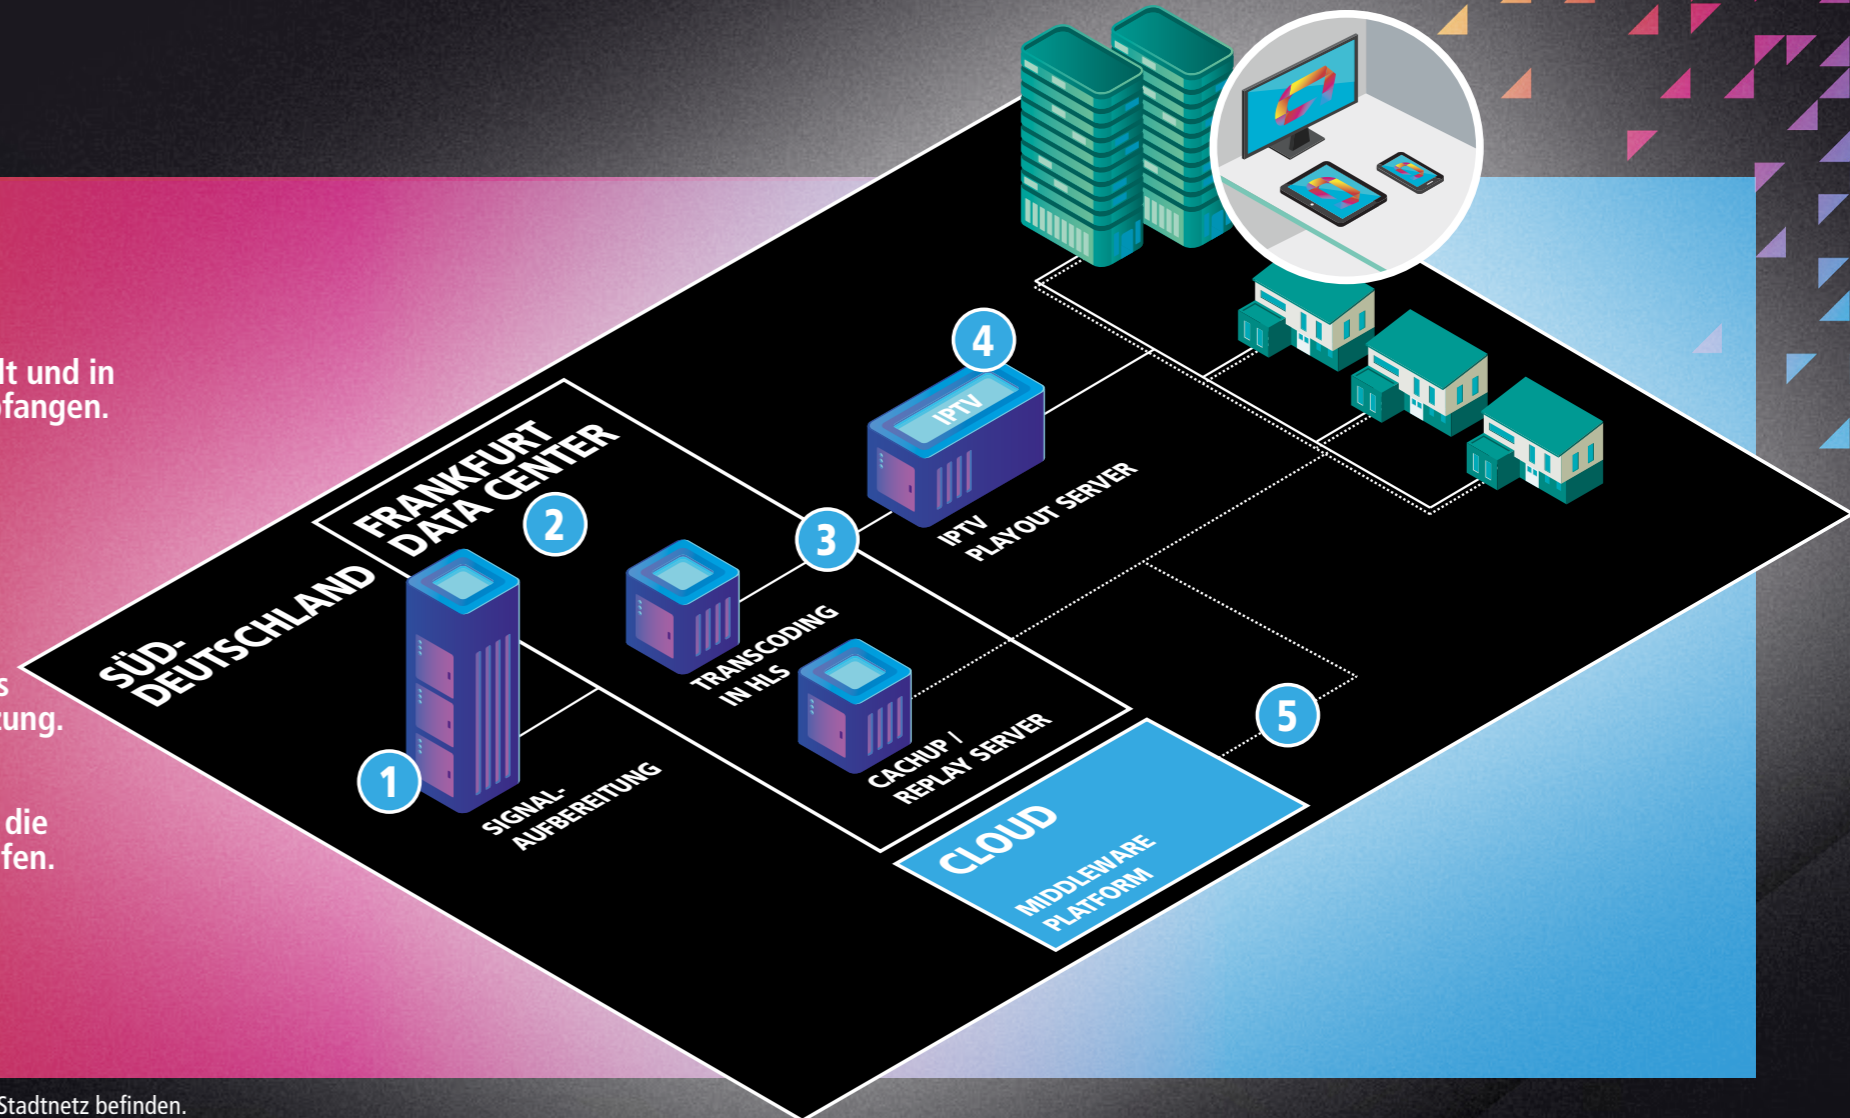 lt und in
fangen.
s
zung.
die
fen.
SÜD-
DEUTSCHLAND
FRANKFURT
DATA CENTER
1
2
3
4
5
SIGNAL-
AUFBEREITUNG
TRANSCODING
IN HLS
CACHUP /
REPLAY SERVER
IPTV
IPTV
PLAYOUT SERVER
CLOUD
MIDDLEWARE
PLATFORM
Stadtnetz befinden.